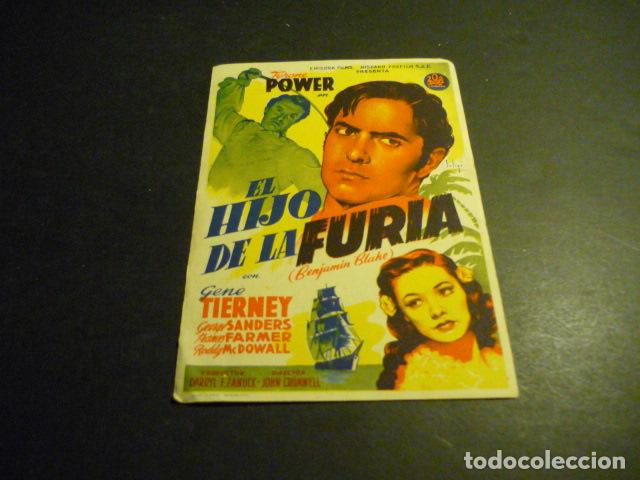 EMISORA FILMS - HISPANO FOXFILM S.A.E.
PRESENTA
Tyrone
POWER
en
EL
HIJO
DE LA FURIA
(Benjamin Blake)
con
Gene
TIERNEY
George SANDERS
Frances FARMER
Roddy McDOWALL
PRODUCTOR DIRECTOR
DARRYL F. ZANUCK - JOHN CROMWELL
todocoleccion.net